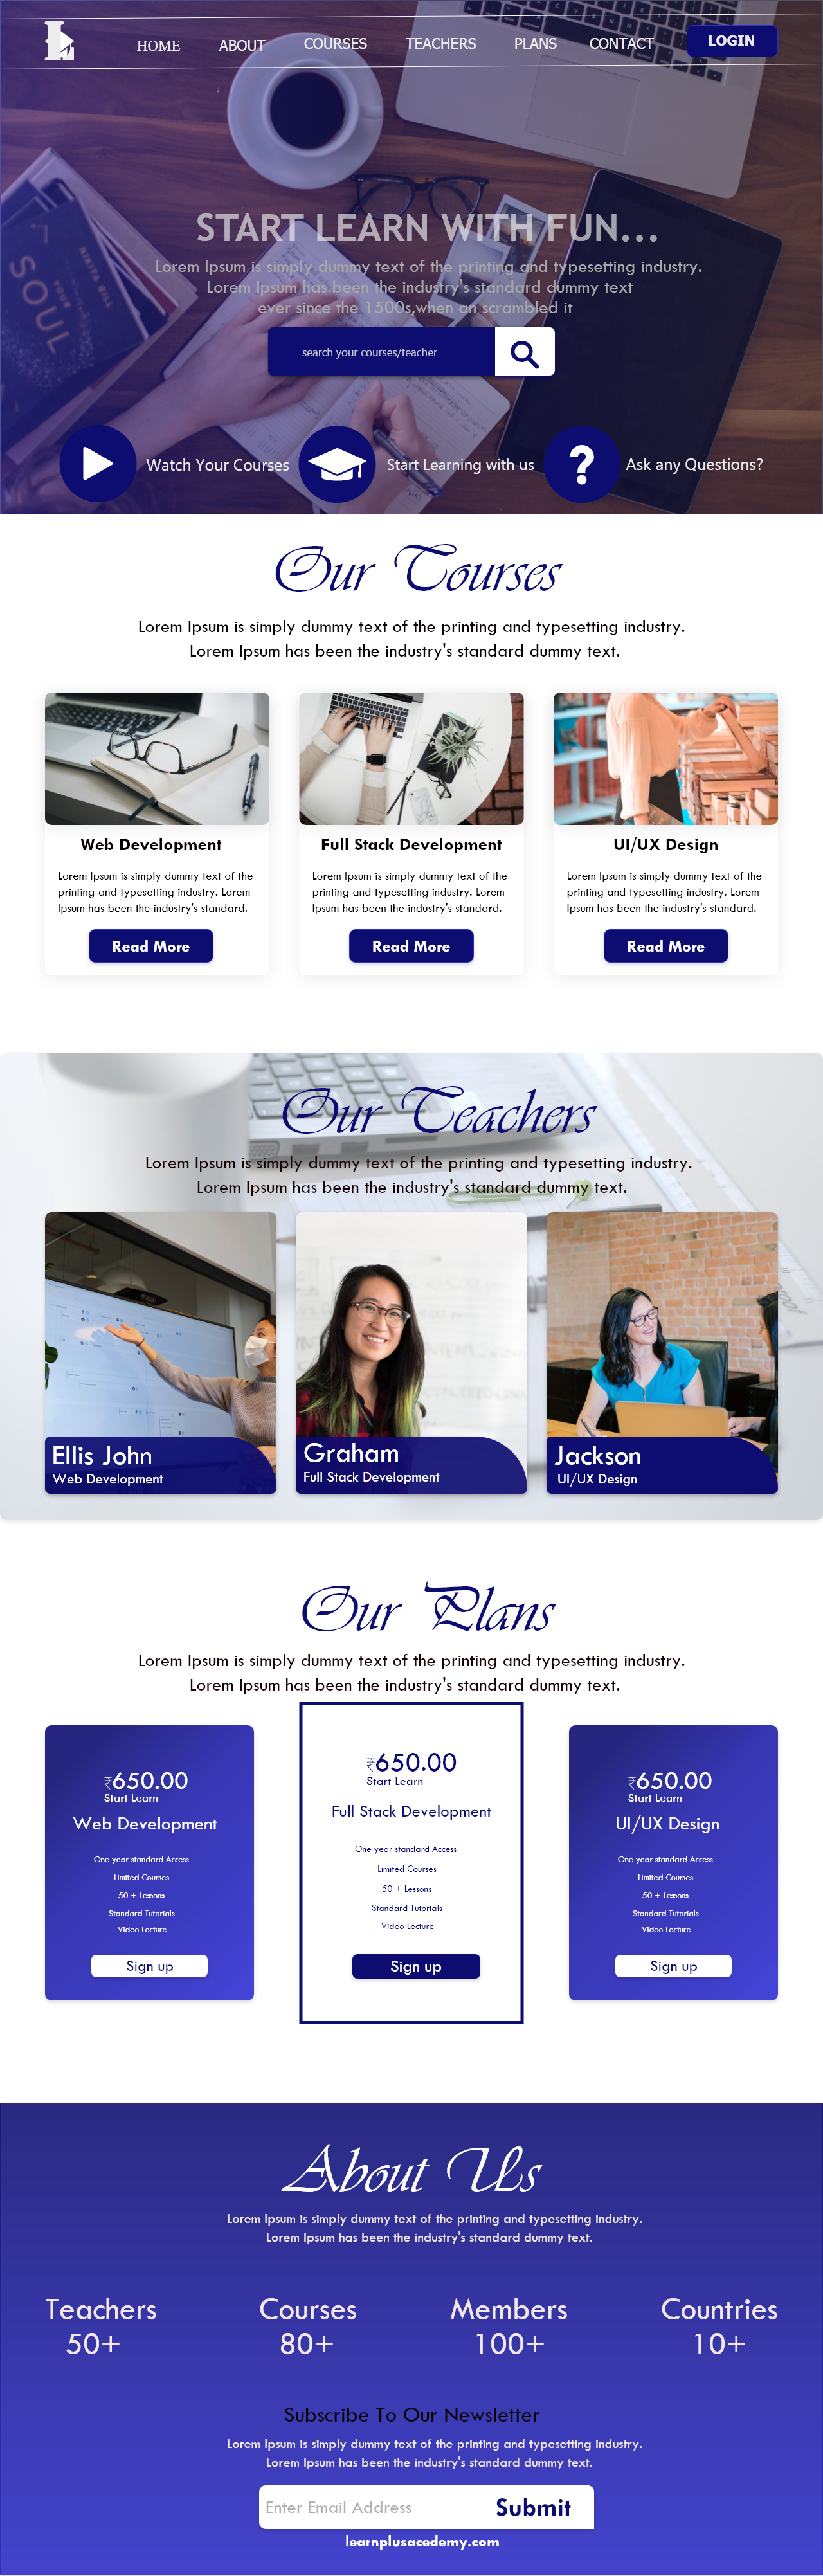 HOME ABOUT COURSES TEACHERS PLANS CONTACT LOGIN
START LEARN WITH FUN...
Lorem Ipsum is simply dummy text of the printing and typesetting industry.
Lorem Ipsum has been the industry's standard dummy text
ever since the 1500s,when an scrambled it
SOUL
search your courses/teacher
Watch Your Courses Start Learning with us Ask any Questions?
Our Courses
Lorem Ipsum is simply dummy text of the printing and typesetting industry.
Lorem Ipsum has been the industry's standard dummy text.
Web Development
Lorem Ipsum is simply dummy text of the
printing and typesetting industry. Lorem
Ipsum has been the industry's standard.
Read More
Full Stack Development
Lorem Ipsum is simply dummy text of the
printing and typesetting industry. Lorem
Ipsum has been the industry's standard.
Read More
UI/UX Design
Lorem Ipsum is simply dummy text of the
printing and typesetting industry. Lorem
Ipsum has been the industry's standard.
Read More
Our Teachers
Lorem Ipsum is simply dummy text of the printing and typesetting industry.
Lorem Ipsum has been the industry's standard dummy text.
Ellis John
Web Development
Graham
Full Stack Development
Jackson
UI/UX Design
Our Plans
Lorem Ipsum is simply dummy text of the printing and typesetting industry.
Lorem Ipsum has been the industry's standard dummy text.
₹650.00
Start Learn
Web Development
One year standard Access
Limited Courses
50 + Lessons
Standard Tutorials
Video Lecture
Sign up
₹650.00
Start Learn
Full Stack Development
One year standard Access
Limited Courses
50 + Lessons
Standard Tutorials
Video Lecture
Sign up
₹650.00
Start Learn
UI/UX Design
One year standard Access
Limited Courses
50 + Lessons
Standard Tutorials
Video Lecture
Sign up
About Us
Lorem Ipsum is simply dummy text of the printing and typesetting industry.
Lorem Ipsum has been the industry's standard dummy text.
Teachers
50+
Courses
80+
Members
100+
Countries
10+
Subscribe To Our Newsletter
Lorem Ipsum is simply dummy text of the printing and typesetting industry.
Lorem Ipsum has been the industry's standard dummy text.
Enter Email Address Submit
learnplusacedemy.com